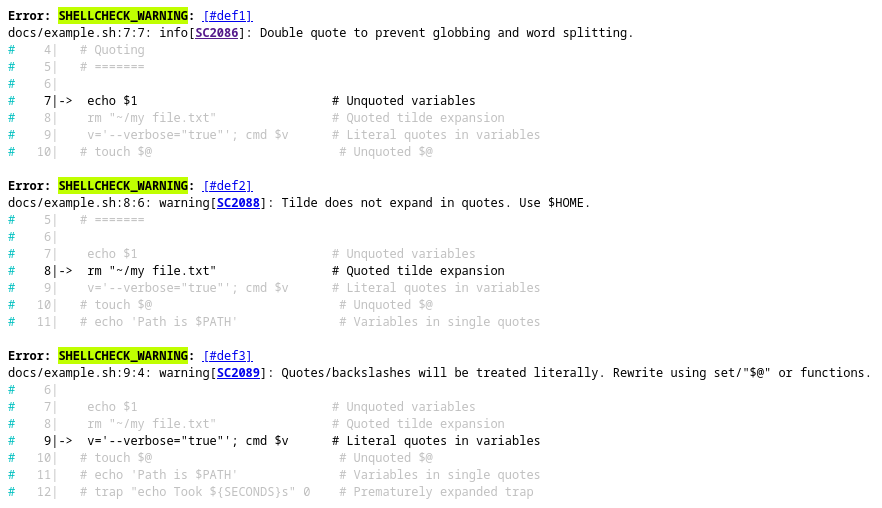 Error: SHELLCHECK_WARNING: [#def1]
docs/example.sh:7:7: info[SC2086]: Double quote to prevent globbing and word splitting.
#    4|   # Quoting
#    5|   # =======
#    6|
#    7|->  echo $1                           # Unquoted variables
#    8|    rm "~/my file.txt"                # Quoted tilde expansion
#    9|    v='--verbose="true"'; cmd $v      # Literal quotes in variables
#   10|   # touch $@                          # Unquoted $@
Error: SHELLCHECK_WARNING: [#def2]
docs/example.sh:8:6: warning[SC2088]: Tilde does not expand in quotes. Use $HOME.
#    5|   # =======
#    6|
#    7|    echo $1                           # Unquoted variables
#    8|->  rm "~/my file.txt"                # Quoted tilde expansion
#    9|    v='--verbose="true"'; cmd $v      # Literal quotes in variables
#   10|   # touch $@                          # Unquoted $@
#   11|   # echo 'Path is $PATH'              # Variables in single quotes
Error: SHELLCHECK_WARNING: [#def3]
docs/example.sh:9:4: warning[SC2089]: Quotes/backslashes will be treated literally. Rewrite using set/"$@" or functions.
#    6|
#    7|    echo $1                           # Unquoted variables
#    8|    rm "~/my file.txt"                # Quoted tilde expansion
#    9|->  v='--verbose="true"'; cmd $v      # Literal quotes in variables
#   10|   # touch $@                          # Unquoted $@
#   11|   # echo 'Path is $PATH'              # Variables in single quotes
#   12|   # trap "echo Took ${SECONDS}s" 0    # Prematurely expanded trap